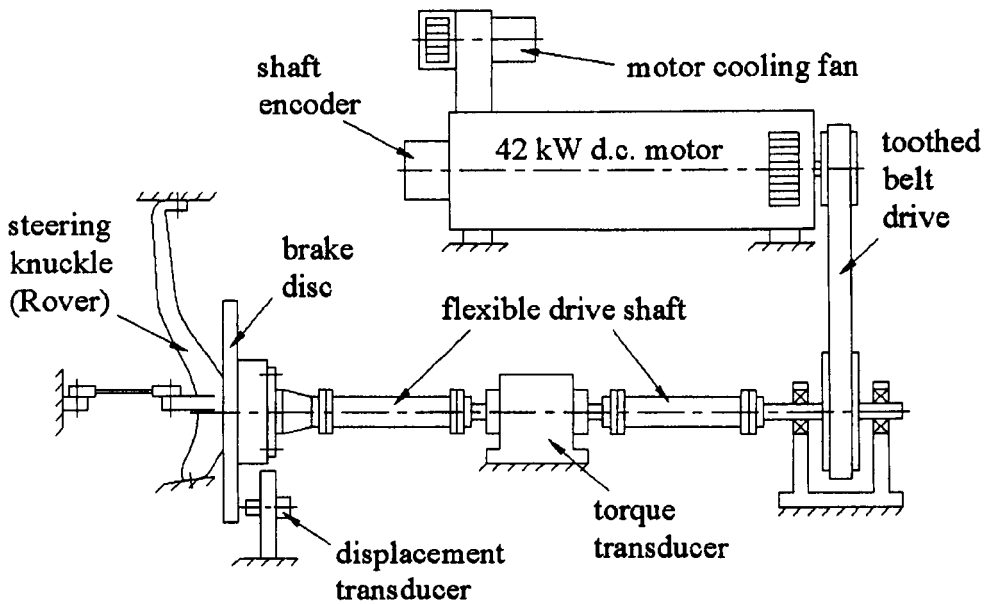 motor cooling fan
shaft
encoder
42 kW d.c. motor
toothed
belt
drive
steering
knuckle
(Rover)
brake
disc
flexible drive shaft
torque
transducer
displacement
transducer